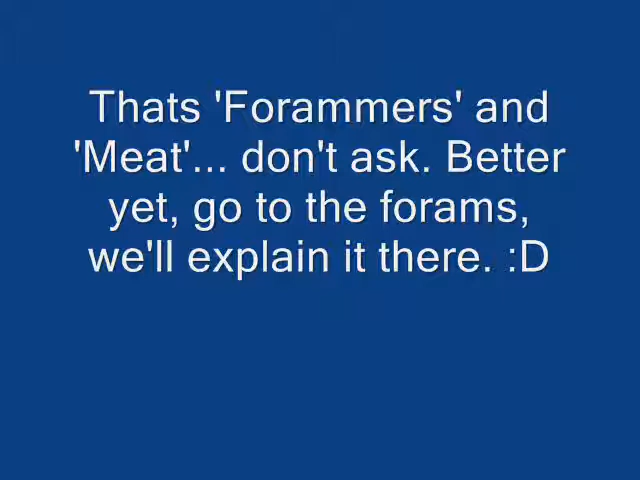 Thats 'Forammers' and
'Meat'... don't ask. Better
yet, go to the forams,
we'll explain it there. :D